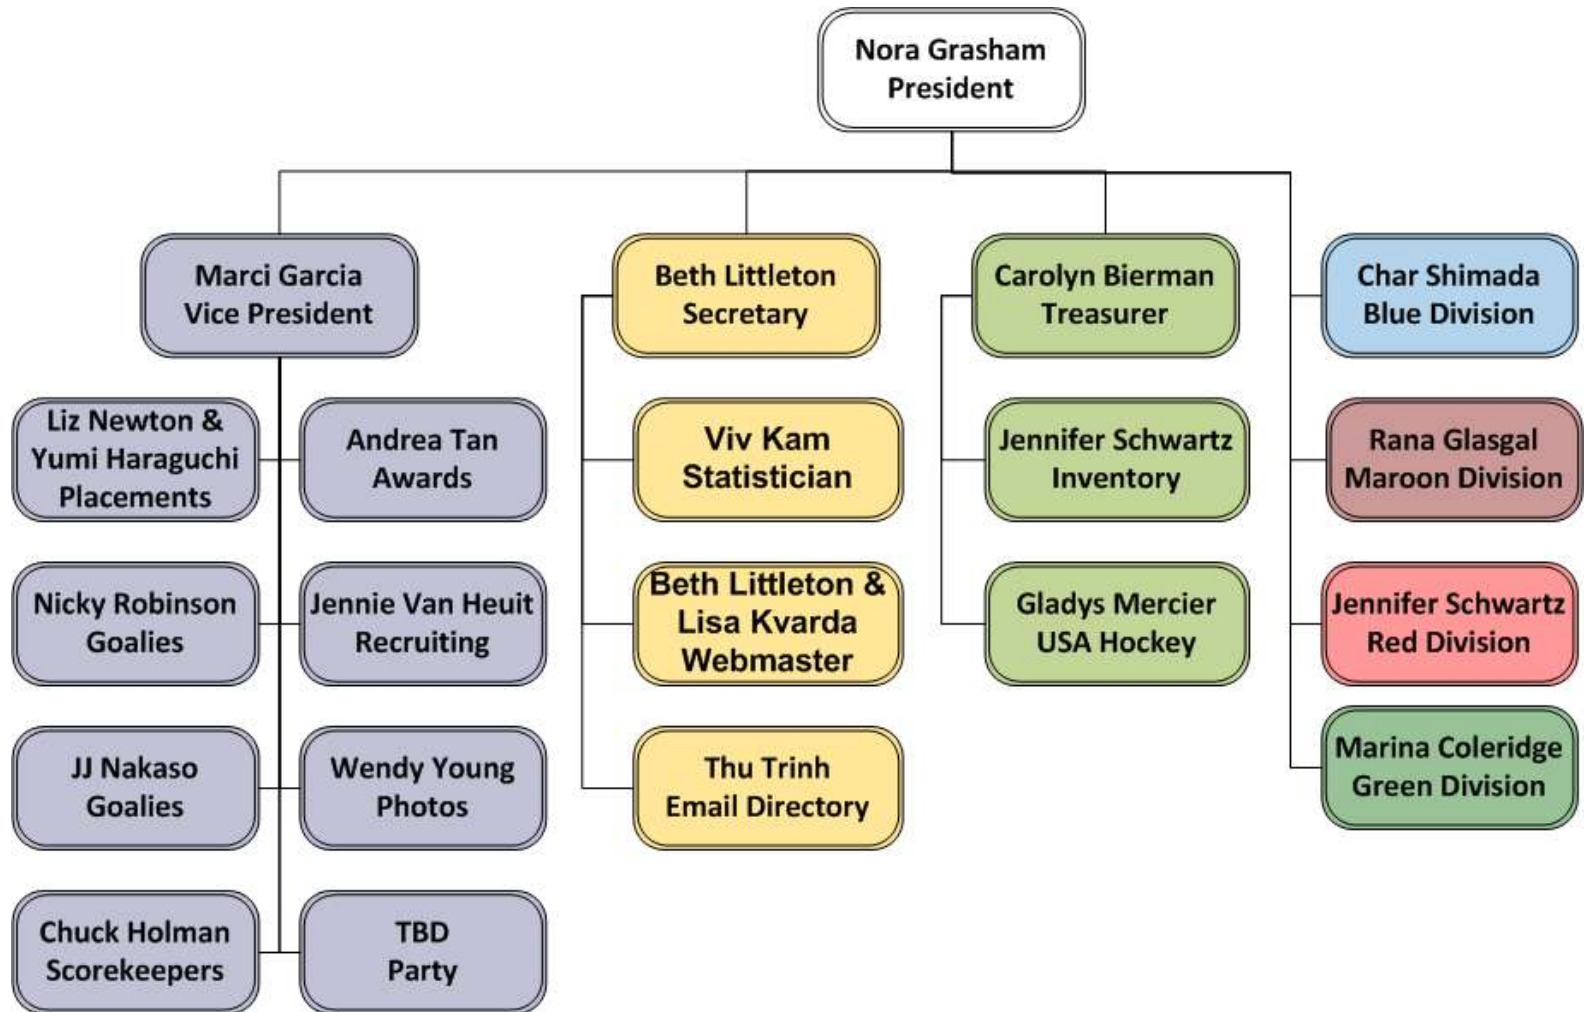 Nora Grasham
President
Marci Garcia
Vice President
Beth Littleton
Secretary
Carolyn Bierman
Treasurer
Char Shimada
Blue Division
Liz Newton &
Yumi Haraguchi
Placements
Andrea Tan
Awards
Viv Kam
Statistician
Jennifer Schwartz
Inventory
Rana Glasgal
Maroon Division
Nicky Robinson
Goalies
Jennie Van Heuit
Recruiting
Beth Littleton &
Lisa Kvarda
Webmaster
Gladys Mercier
USA Hockey
Jennifer Schwartz
Red Division
JJ Nakaso
Goalies
Wendy Young
Photos
Thu Trinh
Email Directory
Marina Coleridge
Green Division
Chuck Holman
Scorekeepers
TBD
Party